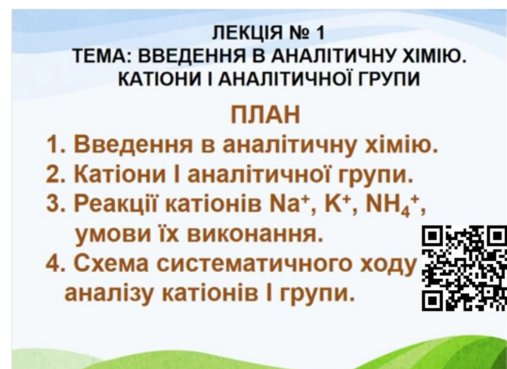 ЛЕКЦІЯ № 1
ТЕМА: ВВЕДЕННЯ В АНАЛІТИЧНУ ХІМІЮ.
КАТІОНИ І АНАЛІТИЧНОЇ ГРУПИ
ПЛАН
1. Введення в аналітичну хімію.
2. Катіони І аналітичної групи.
3. Реакції катіонів Na⁺, K⁺, NH₄⁺,
умови їх виконання.
4. Схема систематичного ходу
аналізу катіонів І групи.